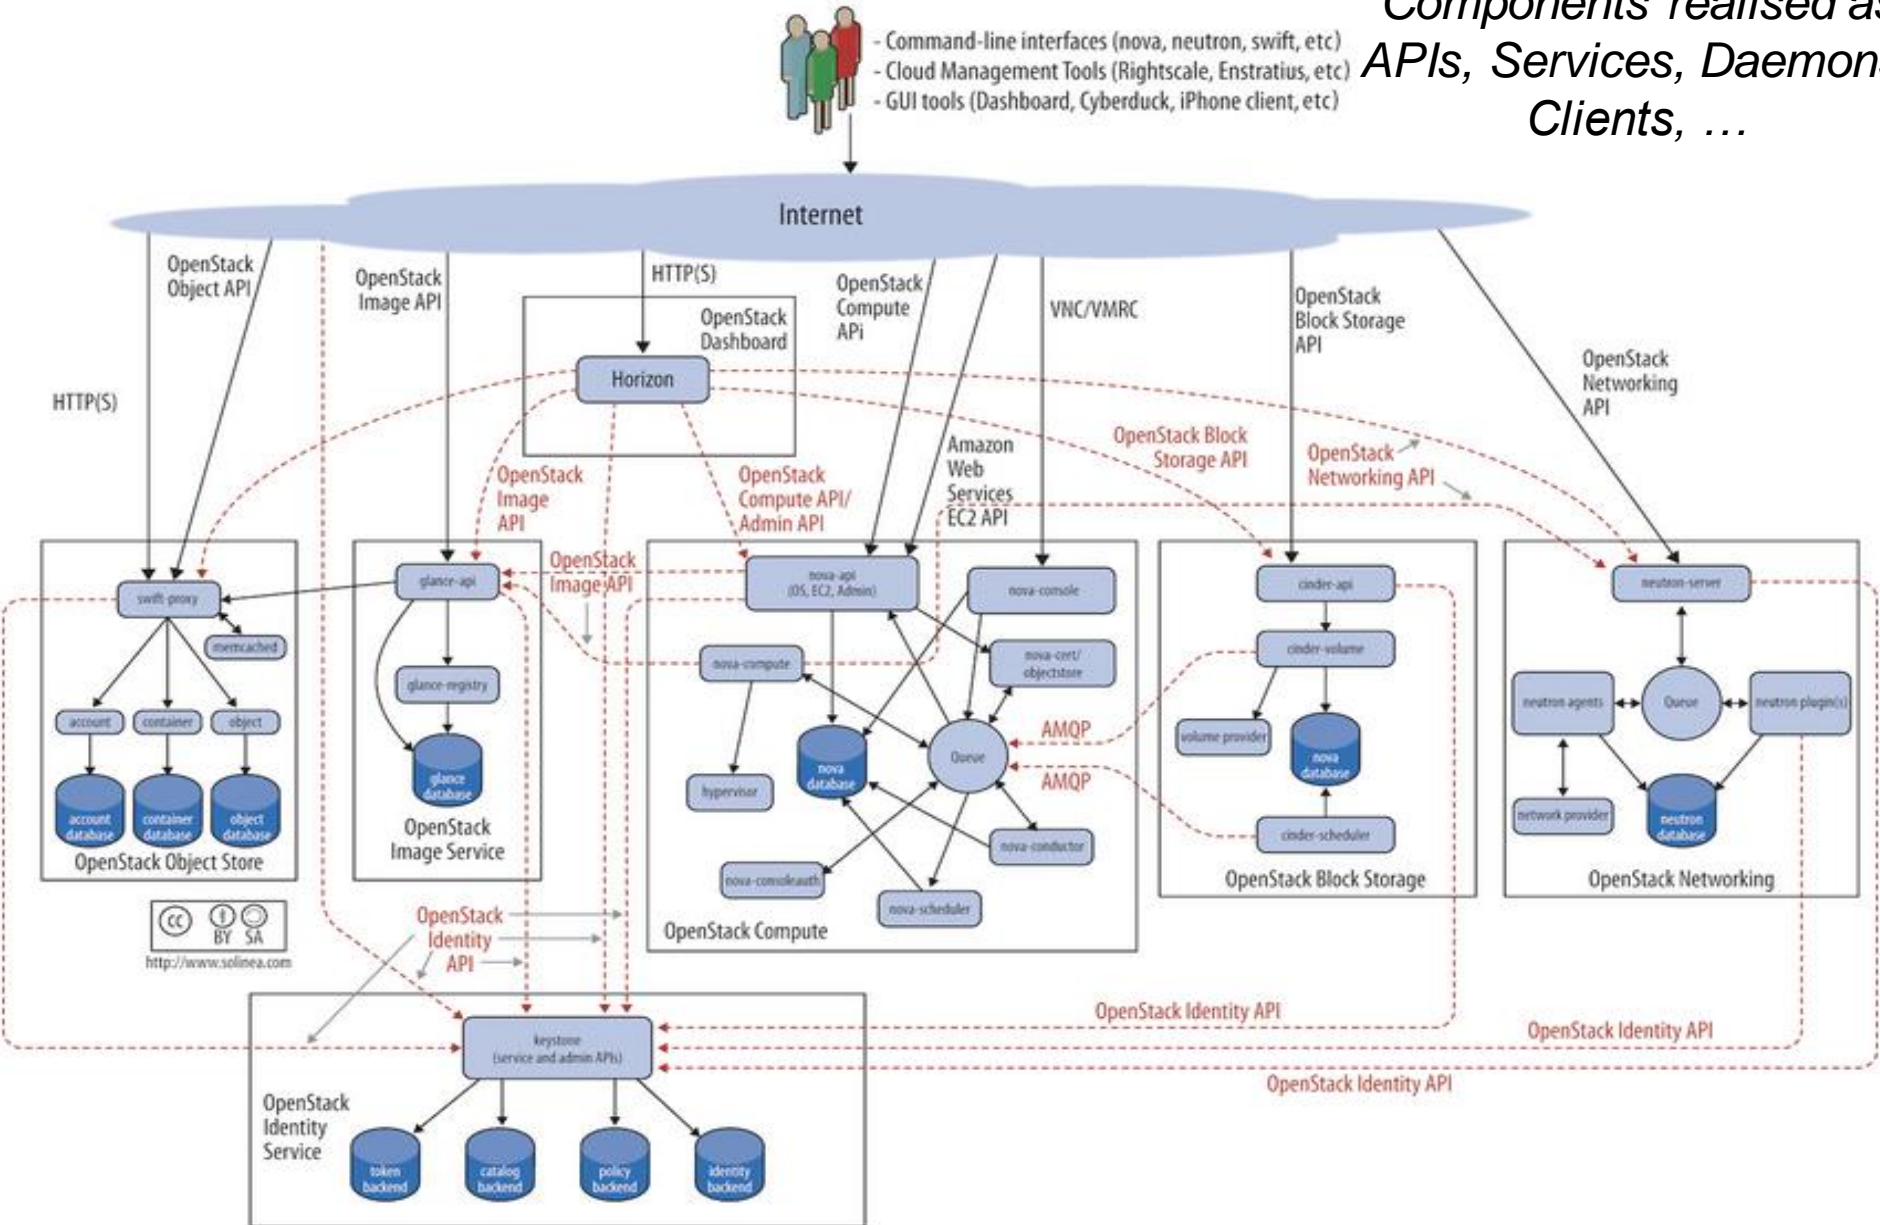 Components realised as
APIs, Services, Daemons
Clients, …
- Command-line interfaces (nova, neutron, swift, etc)
- Cloud Management Tools (Rightscale, Enstratius, etc)
- GUI tools (Dashboard, Cyberduck, iPhone client, etc)
Internet
OpenStack
Object API
OpenStack
Image API
HTTP(S)
OpenStack
Compute
APi
VNC/VMRC
OpenStack
Block Storage
API
OpenStack
Networking
API
HTTP(S)
OpenStack
Dashboard
Horizon
Amazon
Web
Services
EC2 API
OpenStack
Image
API
OpenStack
Compute API/
Admin API
OpenStack Block
Storage API
OpenStack
Networking API
OpenStack
Image API
swift-proxy
memcached
account
container
object
account
database
container
database
object
database
OpenStack Object Store
glance-api
glance-registry
glance
database
OpenStack
Image Service
nova-api
(OS, EC2, Admin)
nova-console
nova-compute
nova-cert/
objectstore
hypervisor
nova
database
Queue
nova-conductor
nova-consoleauth
nova-scheduler
OpenStack Compute
AMQP
AMQP
cinder-api
cinder-volume
volume provider
nova
database
cinder-scheduler
OpenStack Block Storage
neutron-server
neutron agents
Queue
neutron plugin(s)
network provider
neutron
database
OpenStack Networking
CC
BY SA
http://www.solinea.com
OpenStack
Identity
API
OpenStack Identity API
OpenStack Identity API
OpenStack Identity API
keystone
(service and admin APIs)
OpenStack
Identity
Service
token
backend
catalog
backend
policy
backend
identity
backend